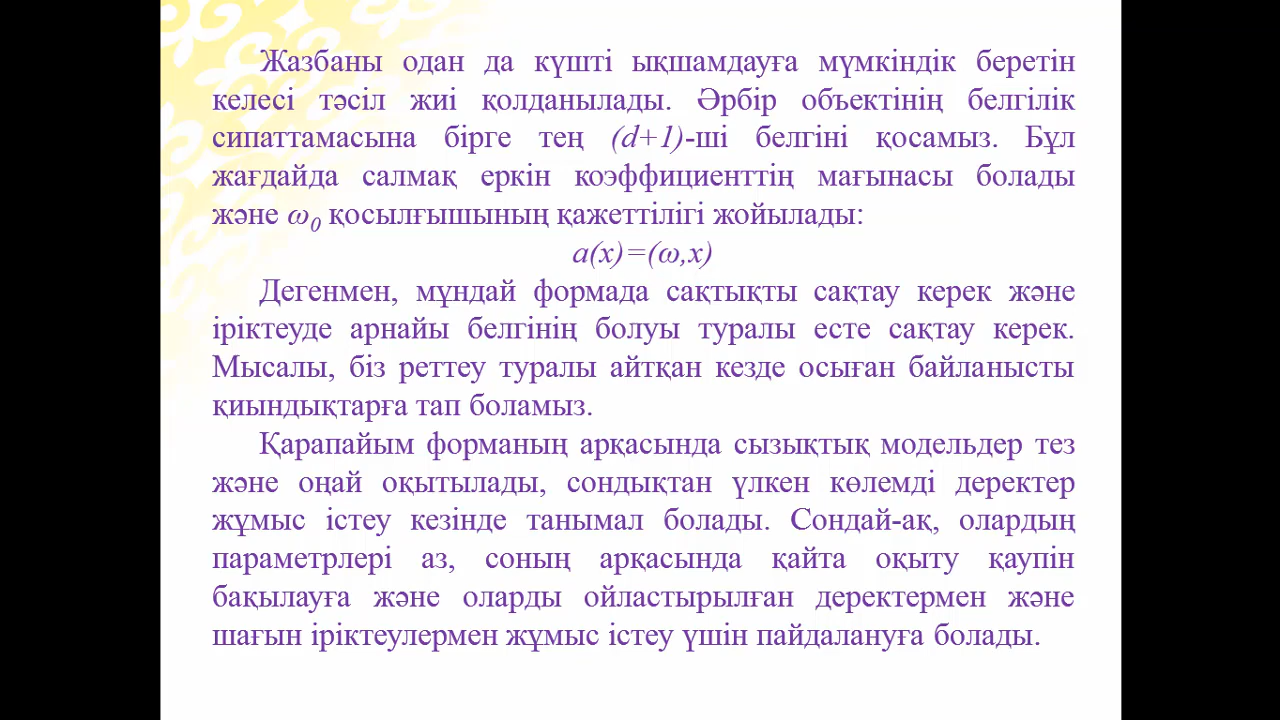 Жазбаны одан да күшті ықшамдауға мүмкіндік беретін
келесі тәсіл жиі қолданылады. Әрбір объектінің белгілік
сипаттамасына бірге тең (d+1)-ші белгіні қосамыз. Бұл
жағдайда салмақ еркін коэффициенттің мағынасы болады
және ω0 қосылғышының қажеттілігі жойылады:
a(x)=(ω,x)
Дегенмен, мұндай формада сақтықты сақтау керек және
іріктеуде арнайы белгінің болуы туралы есте сақтау керек.
Мысалы, біз реттеу туралы айтқан кезде осыған байланысты
қиындықтарға тап боламыз.
Қарапайым форманың арқасында сызықтық модельдер тез
және оңай оқытылады, сондықтан үлкен көлемді деректер
жұмыс істеу кезінде танымал болады. Сондай-ақ, олардың
параметрлері аз, соның арқасында қайта оқыту қаупін
бақылауға және оларды ойластырылған деректермен және
шағын іріктеулермен жұмыс істеу үшін пайдалануға болады.